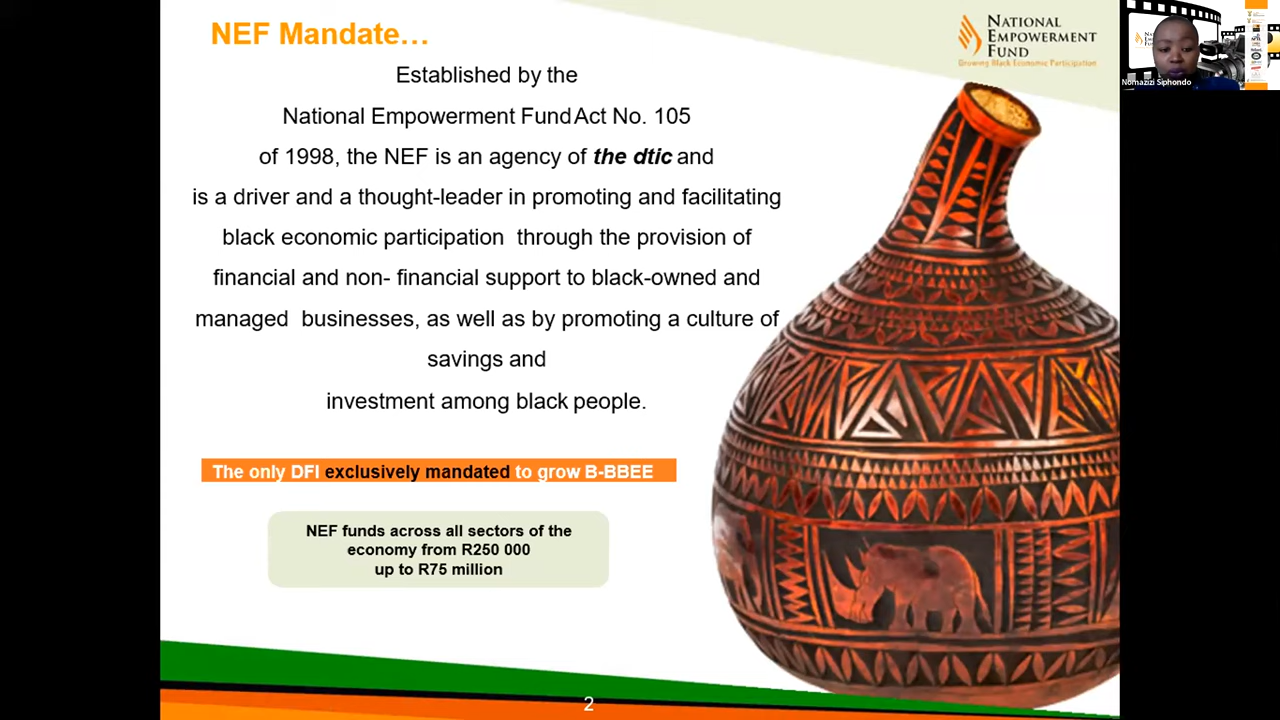 NEF Mandate…
NATIONAL
EMPOWERMENT
FUND
Growing Black Economic Participation
Nomazizi Siphondo
Established by the
National Empowerment Fund Act No. 105
of 1998, the NEF is an agency of the dtic and
is a driver and a thought-leader in promoting and facilitating
black economic participation through the provision of
financial and non- financial support to black-owned and
managed businesses, as well as by promoting a culture of
savings and
investment among black people.
The only DFI exclusively mandated to grow B-BBEE
NEF funds across all sectors of the
economy from R250 000
up to R75 million
2